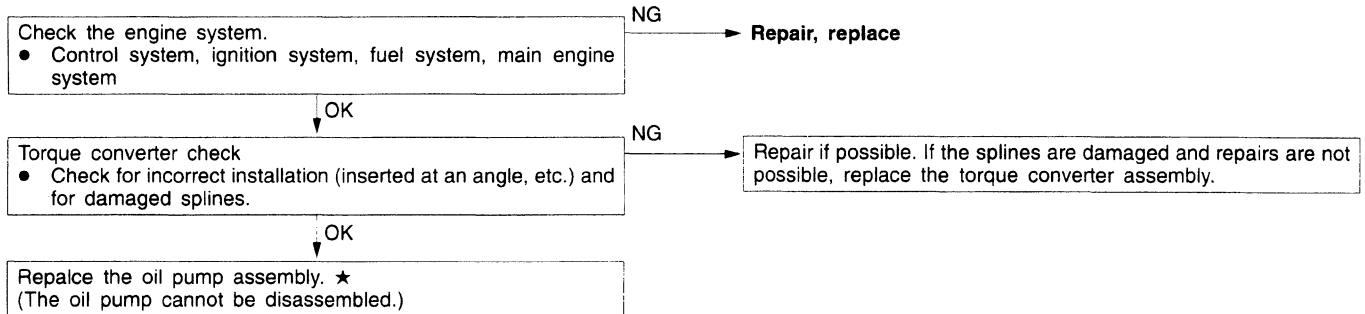 Check the engine system.
● Control system, ignition system, fuel system, main engine
system
NG
Repair, replace
OK
Torque converter check
● Check for incorrect installation (inserted at an angle, etc.) and
for damaged splines.
NG
Repair if possible. If the splines are damaged and repairs are not
possible, replace the torque converter assembly.
OK
Repalce the oil pump assembly. ★
(The oil pump cannot be disassembled.)